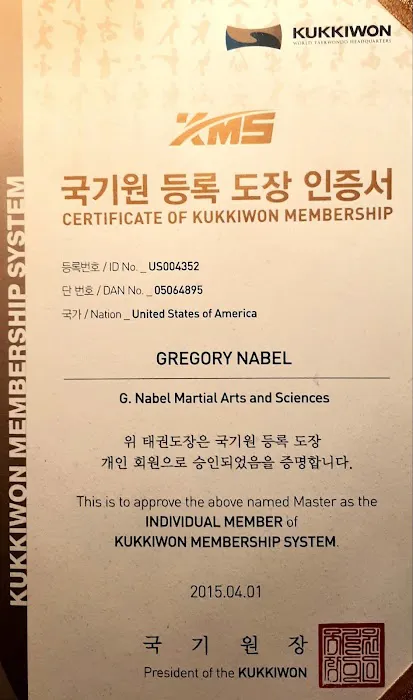 KUKKIWON
WORLD TAEKWONDO HEADQUARTERS
KMS
국기원 등록 도장 인증서
CERTIFICATE OF KUKKIWON MEMBERSHIP
등록번호 / ID No. _ US004352
단 번호 / DAN No. _ 05064895
국가 / Nation _ United States of America
GREGORY NABEL
G. Nabel Martial Arts and Sciences
위 태권도장은 국기원 등록 도장
개인 회원으로 승인되었음을 증명합니다.
This is to approve the above named Master as the
INDIVIDUAL MEMBER of
KUKKIWON MEMBERSHIP SYSTEM.
2015.04.01
국 기 원 장
President of the KUKKIWON
KUKKIWON MEMBERSHIP SYSTEM